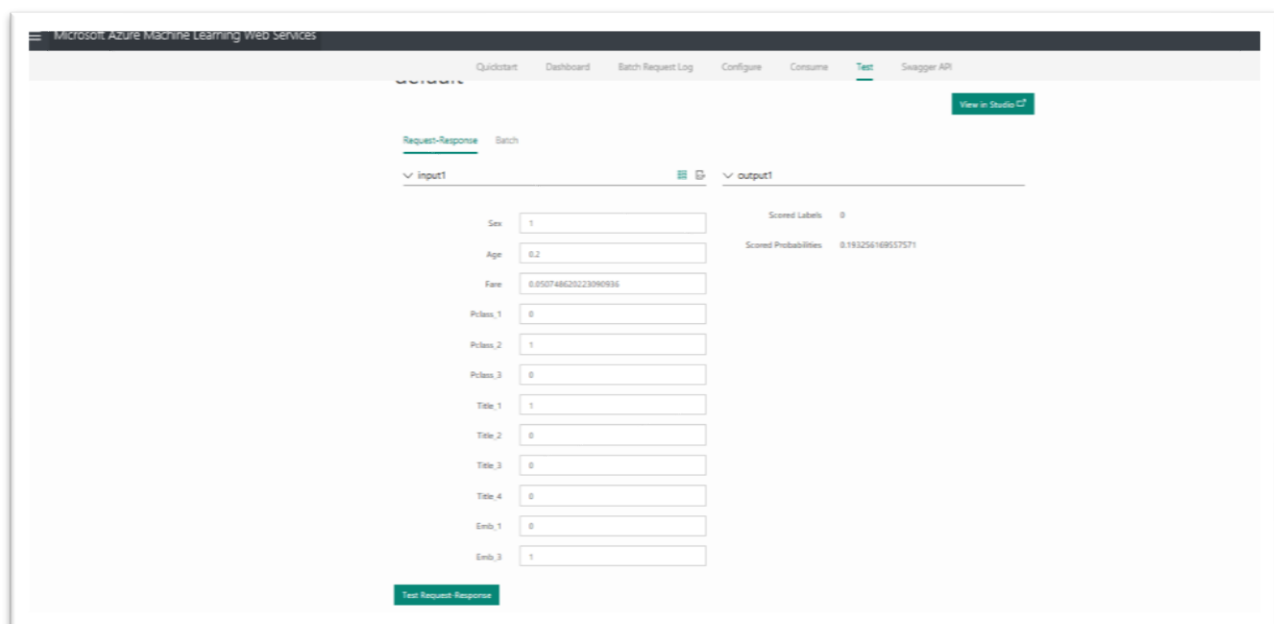 Microsoft Azure Machine Learning Web Services
Quickstart Dashboard Batch Request Log Configure Consume Test Swagger API
default
View in Studio
Request-Response Batch
input1 output1
Sex 1 Scored Labels 0
Age 0.2 Scored Probabilities 0.193256169557571
Fare 0.050748620223090936
Pclass_1 0
Pclass_2 1
Pclass_3 0
Title_1 1
Title_2 0
Title_3 0
Title_4 0
Emb_1 0
Emb_3 1
Test Request-Response